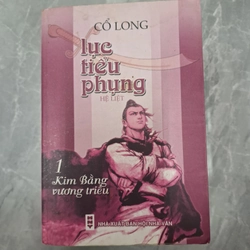 CỔ LONG
lục
tiểu
phụng
HỆ LIỆT
1
Kim Bằng
vương triều
NHÀ XUẤT BẢN HỘI NHÀ VĂN